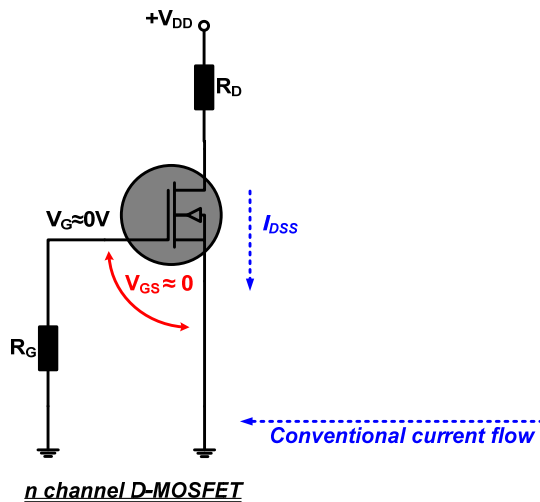 +VDD
RD
VG≈0V
IDSS
VGS ≈ 0
RG
Conventional current flow
n channel D-MOSFET